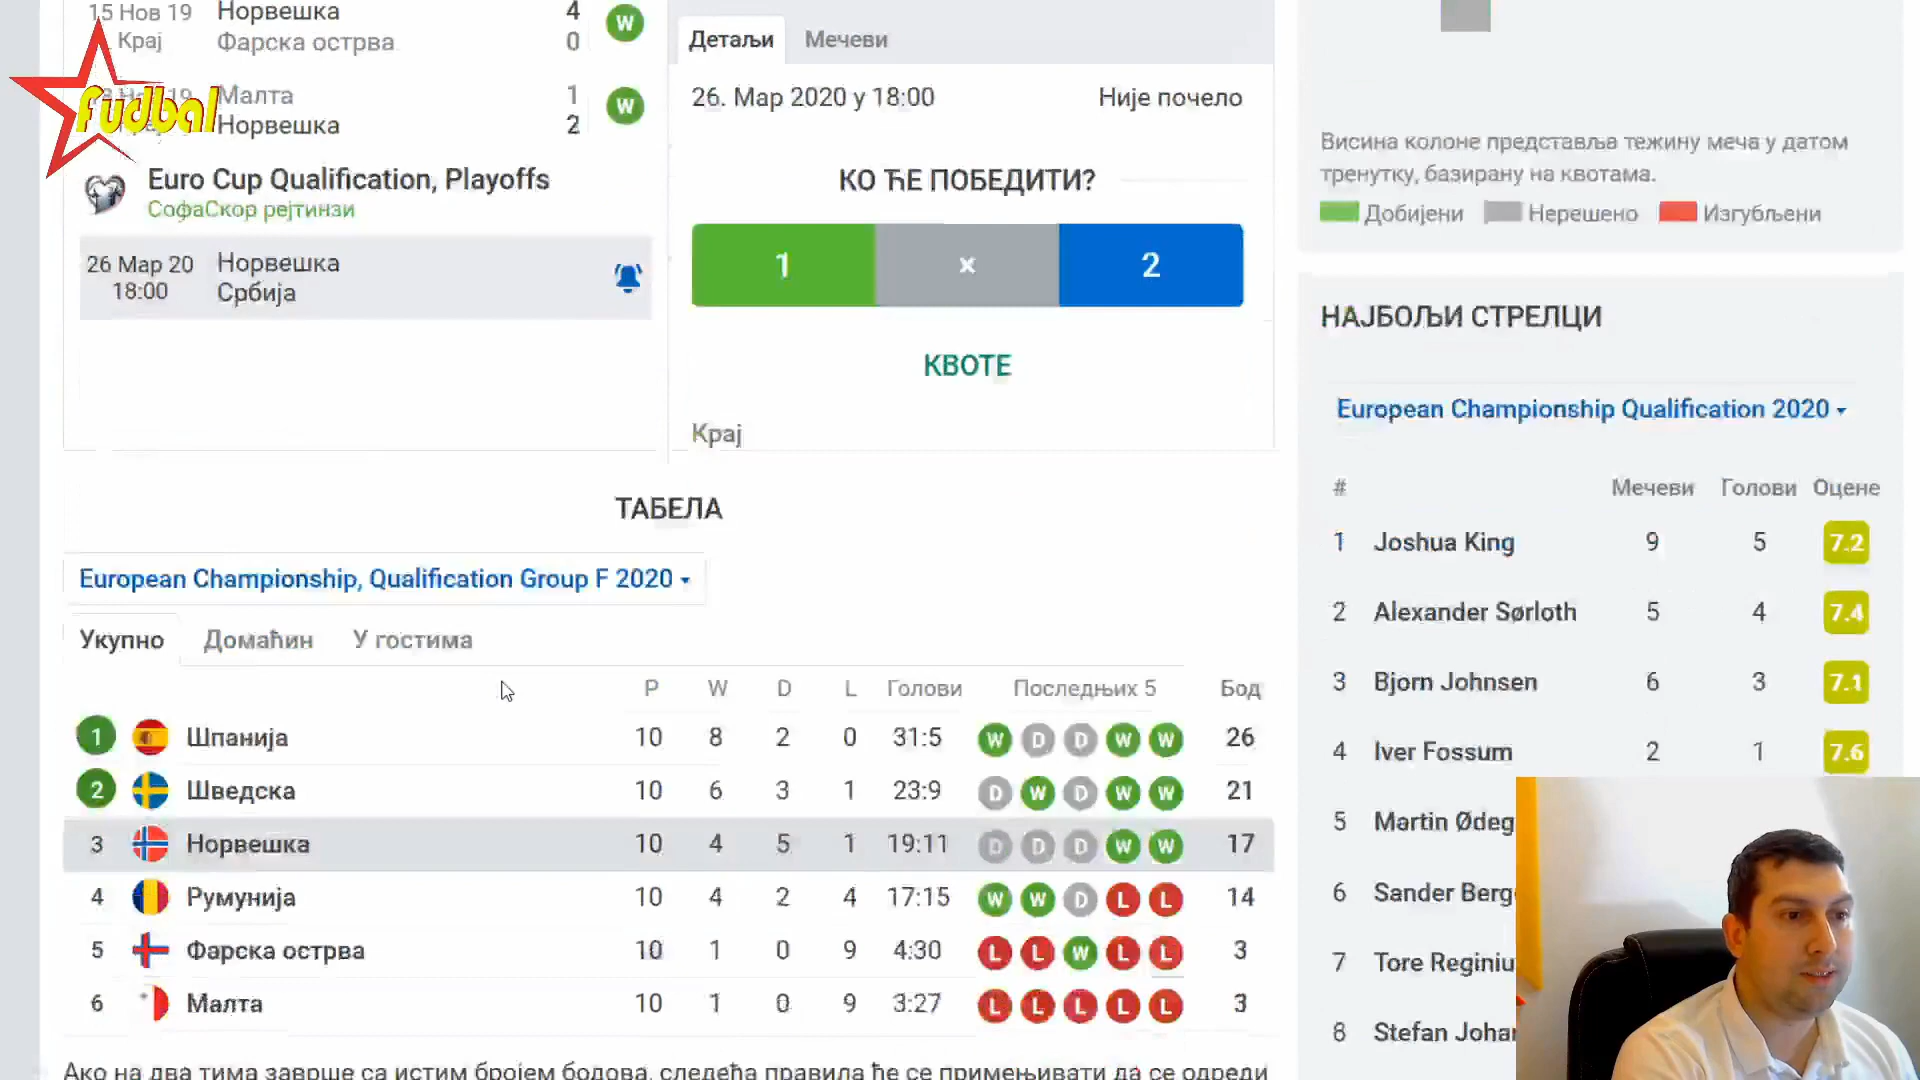 15 Нов 19 Норвешка 4 W
Крај Фарска острва 0
fudbal
Малта 1 W
Норвешка 2
Euro Cup Qualification, Playoffs
СофаСкор рејтинзи
26 Мар 20 Норвешка
18:00 Србија
Детаљи Мечеви
26. Мар 2020 у 18:00 Није почело
КО ЋЕ ПОБЕДИТИ?
1 × 2
КВОТЕ
Крај
ТАБЕЛА
European Championship, Qualification Group F 2020
Укупно Домаћин У гостима
P W D L Голови Последњих 5 Бод
1 Шпанија 10 8 2 0 31:5 W D D W W 26
2 Шведска 10 6 3 1 23:9 D W D W W 21
3 Норвешка 10 4 5 1 19:11 D D D W W 17
4 Румунија 10 4 2 4 17:15 W W D L L 14
5 Фарска острва 10 1 0 9 4:30 L L W L L 3
6 Малта 10 1 0 9 3:27 L L L L L 3
Ако на два тима заврше са истим бројем бодова, следећа правила ће се примењивати да се одреди
Висина колоне представља тежину меча у датом
тренутку, базирану на квотама.
Добијени Нерешено Изгубљени
НАЈБОЉИ СТРЕЛЦИ
European Championship Qualification 2020
# Мечеви Голови Оцене
1 Joshua King 9 5 7.2
2 Alexander Sørloth 5 4 7.4
3 Bjorn Johnsen 6 3 7.1
4 Iver Fossum 2 1 7.6
5 Martin Ødeg
6 Sander Berg
7 Tore Reginiu
8 Stefan Joha